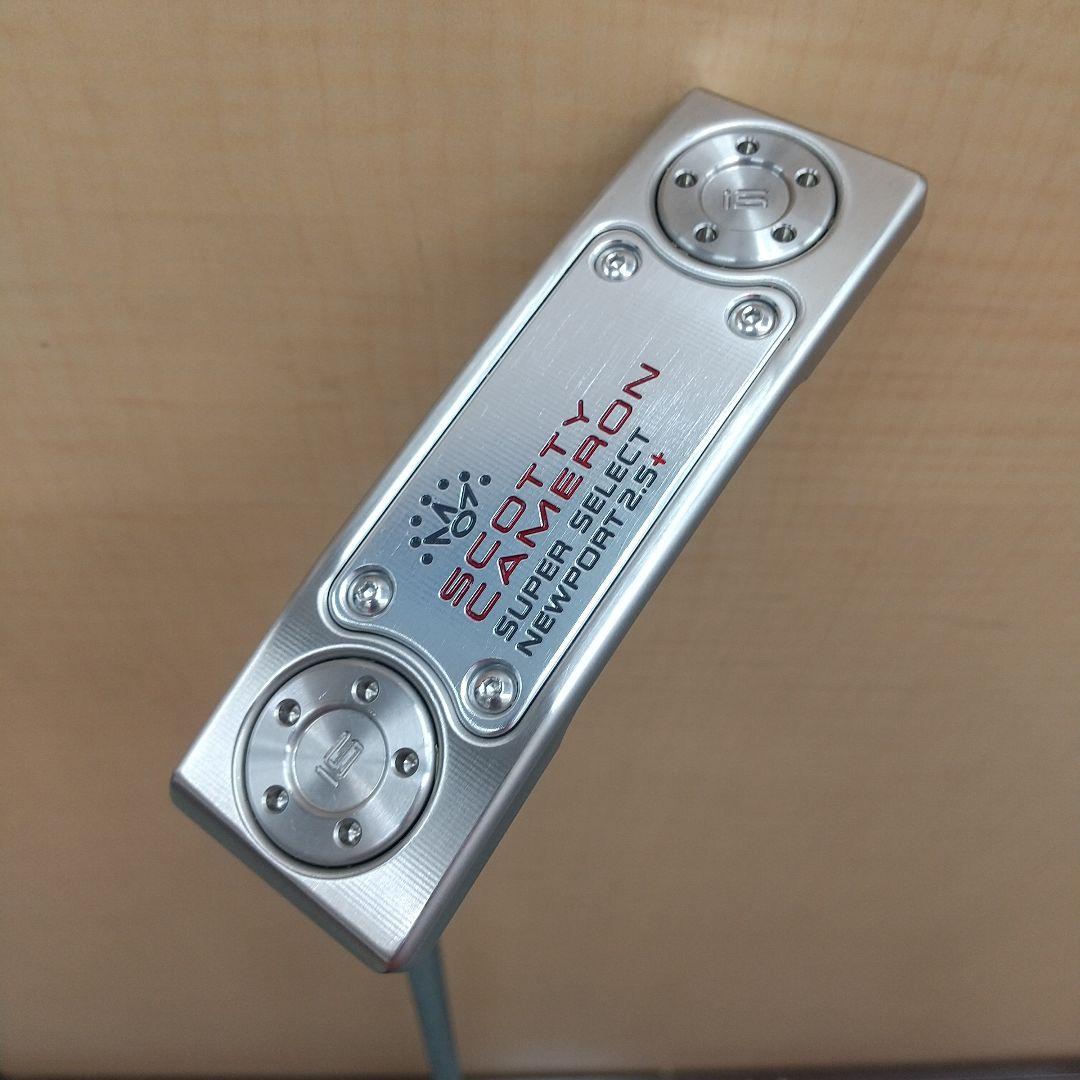 SCOTTY
CAMERON
SUPER SELECT
NEWPORT 2.5+
15
15